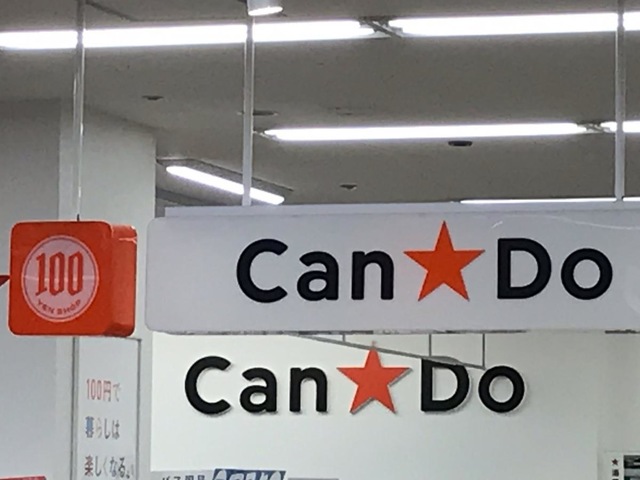 100
YEN SHOP
Can★Do
Can★Do
100円で
暮らしは
楽しくなる。